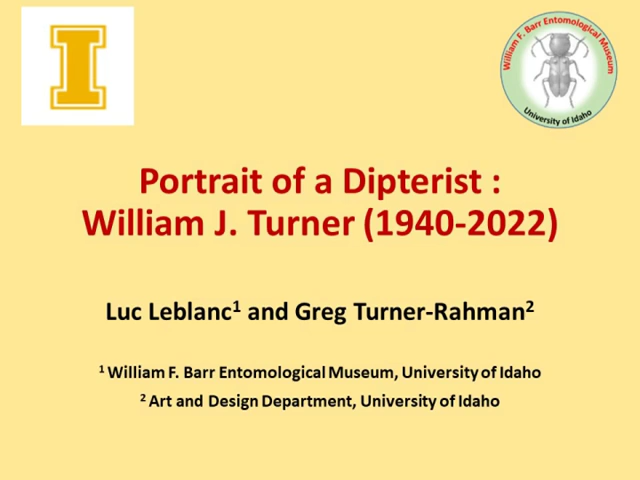 I
William F. Barr Entomological Museum
University of Idaho
Portrait of a Dipterist :
William J. Turner (1940-2022)
Luc Leblanc¹ and Greg Turner-Rahman²
¹ William F. Barr Entomological Museum, University of Idaho
² Art and Design Department, University of Idaho